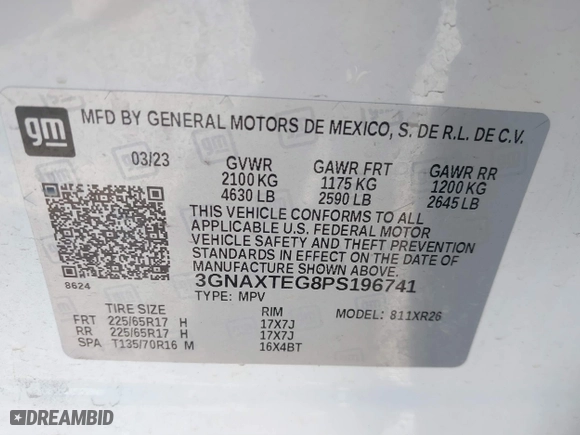 gm
MFD BY GENERAL MOTORS DE MEXICO, S. DE R.L. DE C.V.
03/23 GVWR GAWR FRT GAWR RR
2100 KG 1175 KG 1200 KG
4630 LB 2590 LB 2645 LB
THIS VEHICLE CONFORMS TO ALL
APPLICABLE U.S. FEDERAL MOTOR
VEHICLE SAFETY AND THEFT PREVENTION
STANDARDS IN EFFECT ON THE DATE OF
MANUFACTURE SHOWN ABOVE.
8624 3GNAXTEG8PS196741
TYPE: MPV
TIRE SIZE RIM MODEL: 811XR26
FRT 225/65R17 H 17X7J
RR 225/65R17 H 17X7J
SPA T135/70R16 M 16X4BT
DREAMBID